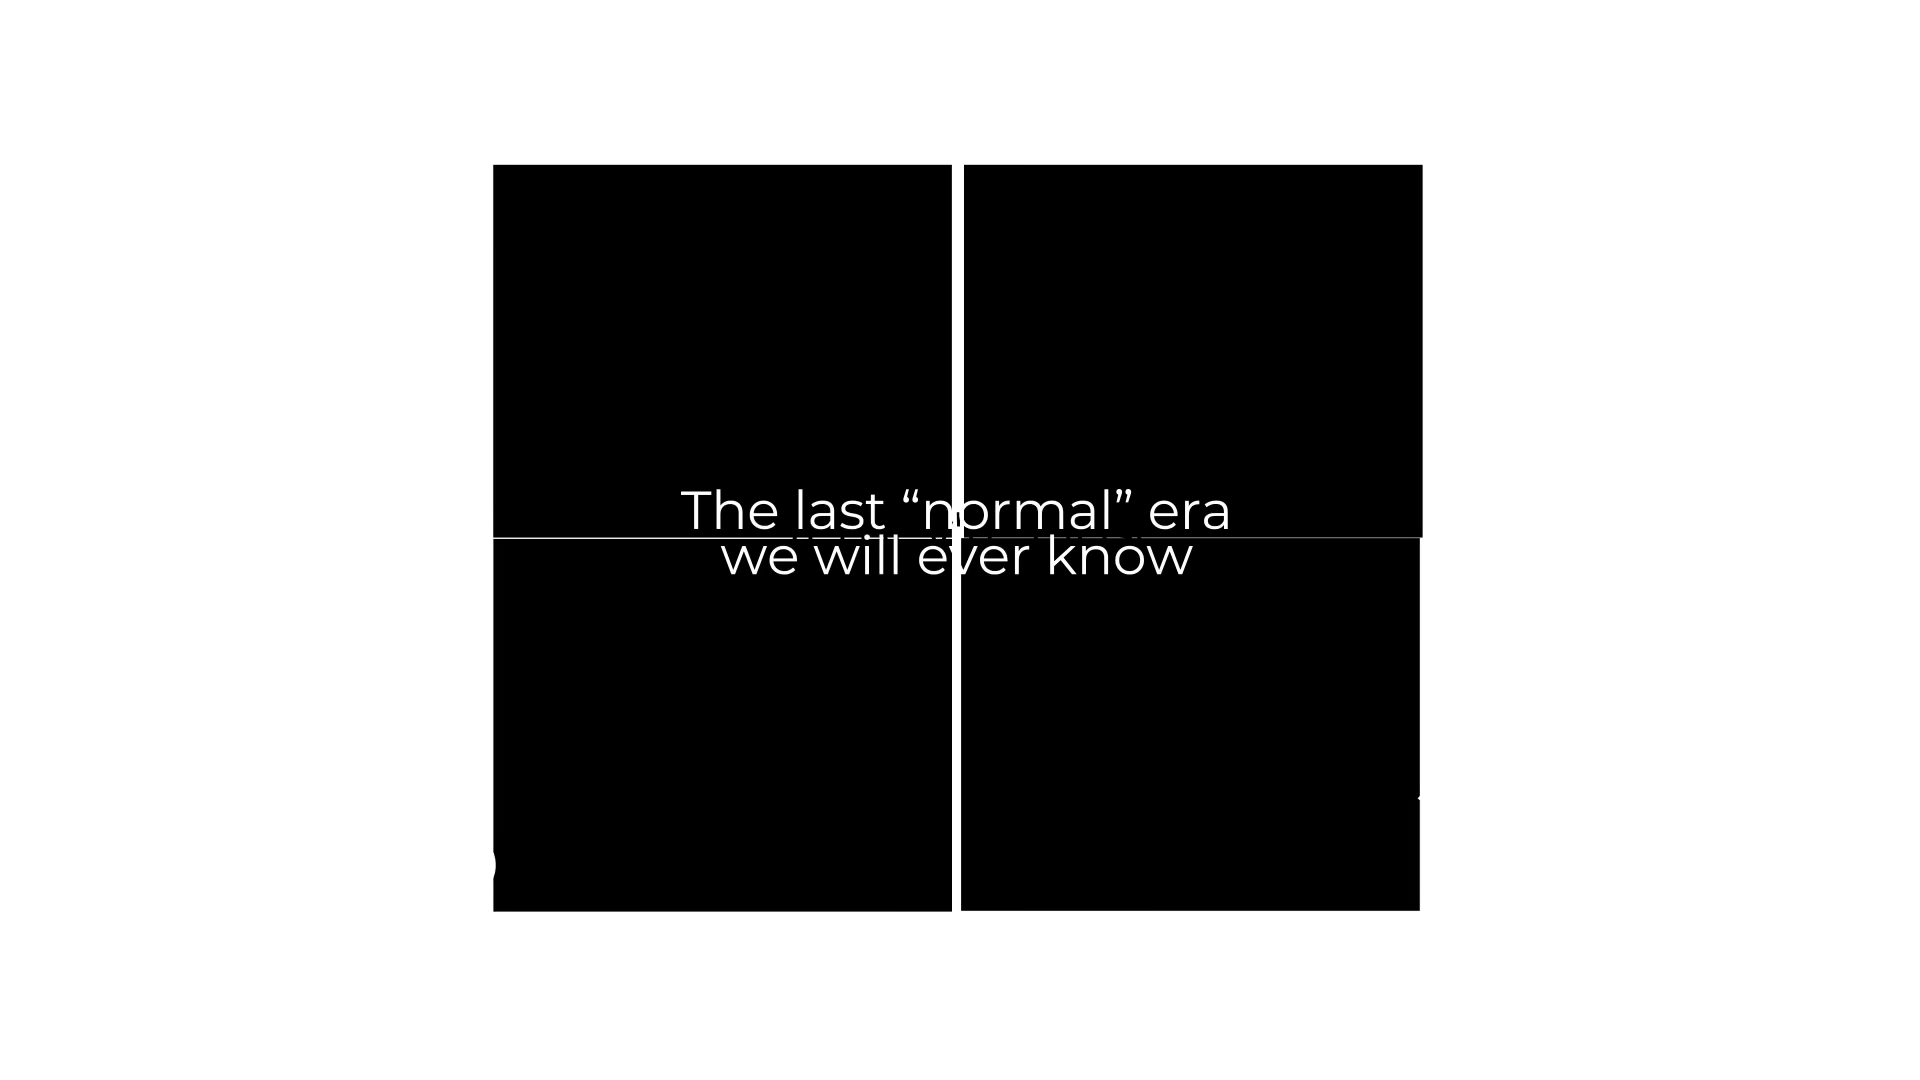 The last “normal” era
we will ever know